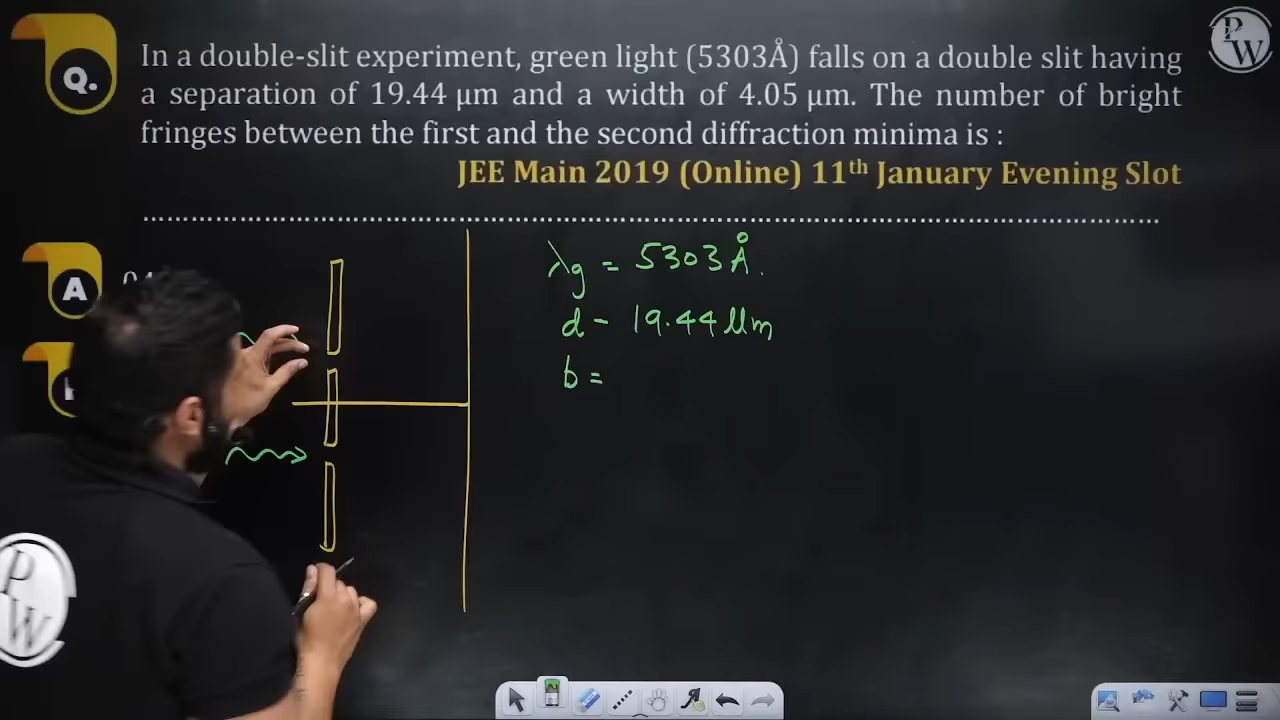 Q.
In a double-slit experiment, green light (5303Å) falls on a double slit having
a separation of 19.44 μm and a width of 4.05 μm. The number of bright
fringes between the first and the second diffraction minima is :
JEE Main 2019 (Online) 11th January Evening Slot
A
λg = 5303 Å.
d - 19.44 μm
b =
P
W
P
W